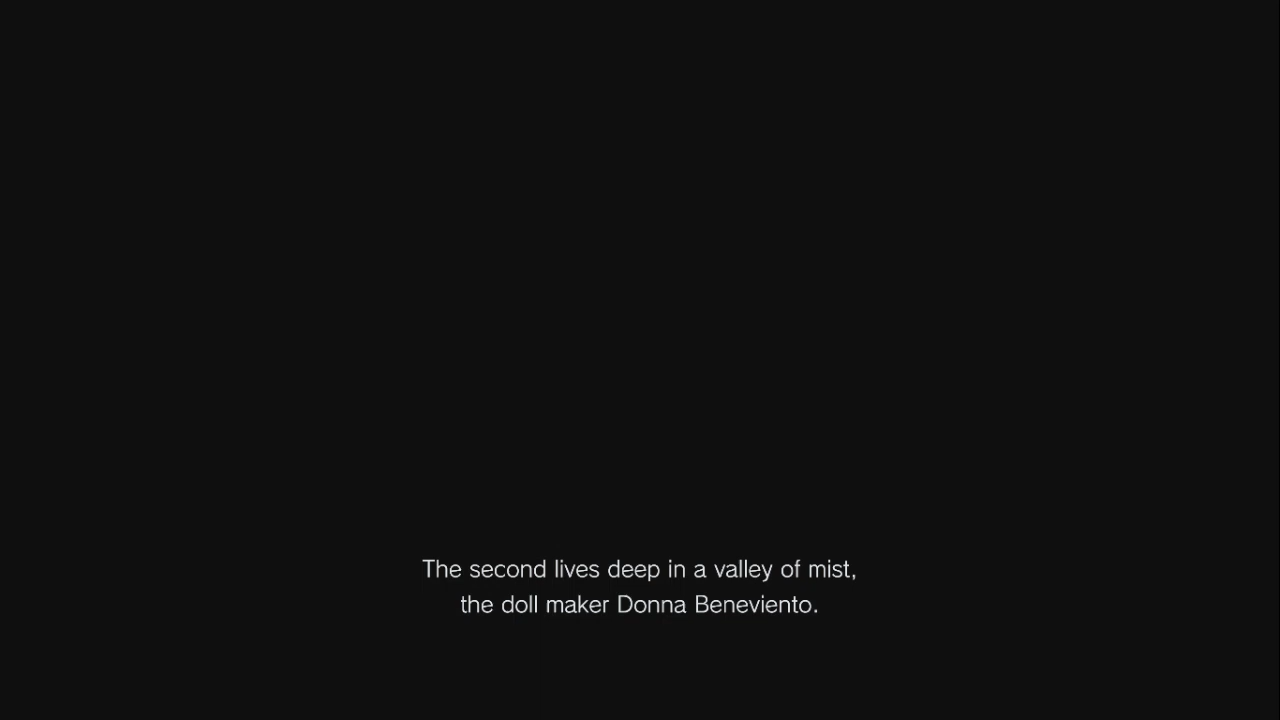 The second lives deep in a valley of mist,
the doll maker Donna Beneviento.